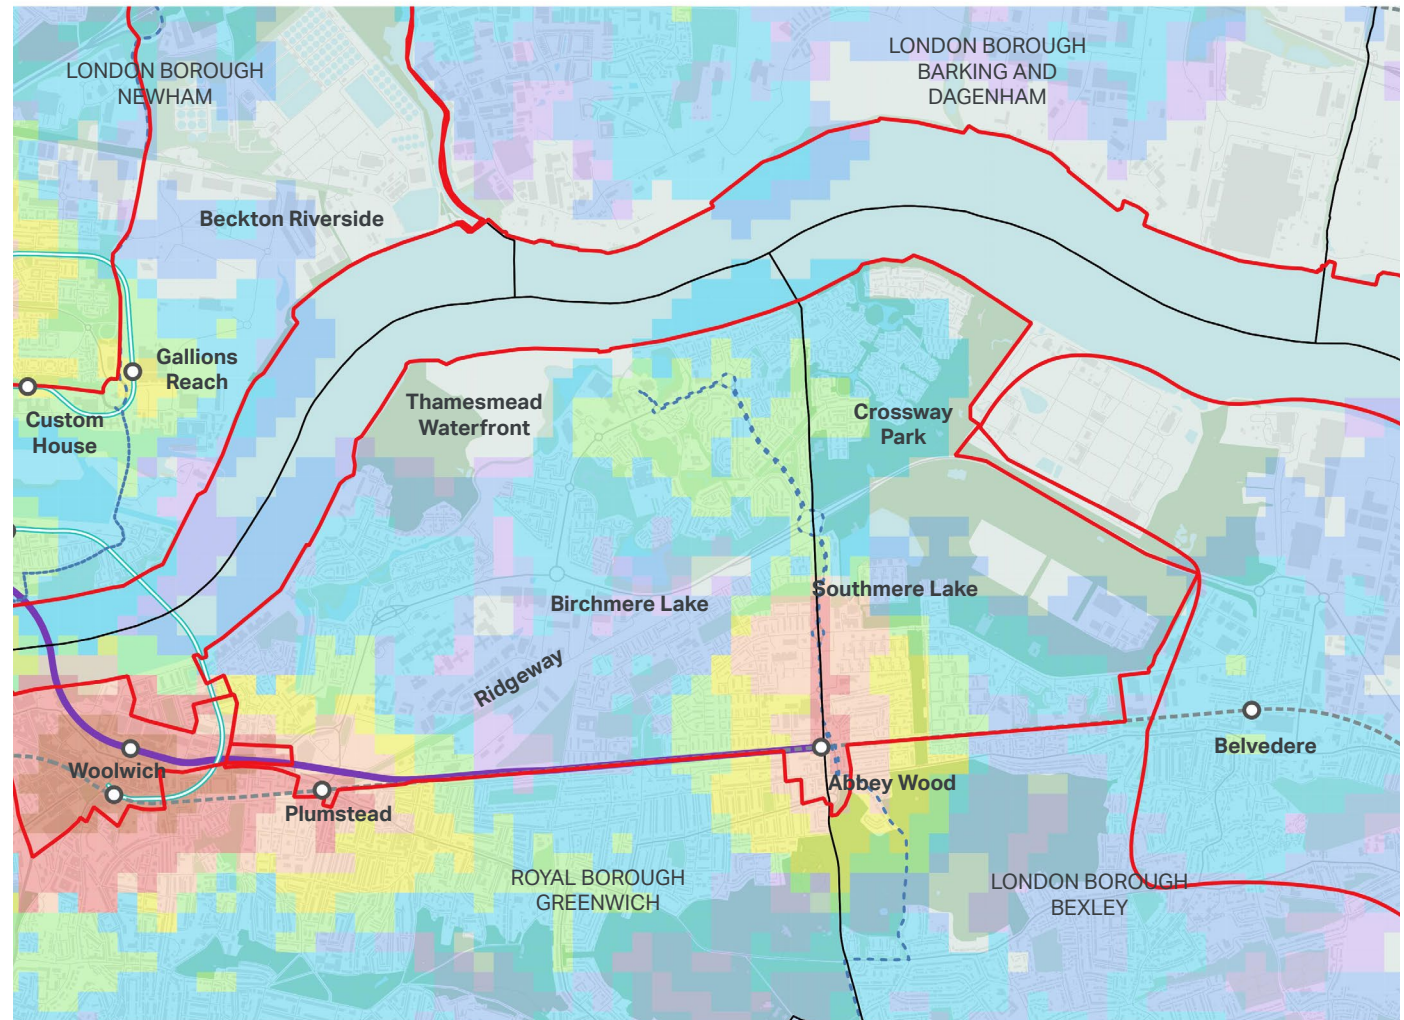 LONDON BOROUGH
NEWHAM
LONDON BOROUGH
BARKING AND
DAGENHAM
Beckton Riverside
Gallions
Reach
Custom
House
Thamesmead
Waterfront
Crossway
Park
Birchmere Lake
Southmere Lake
Ridgeway
Woolwich
Plumstead
Abbey Wood
Belvedere
ROYAL BOROUGH
GREENWICH
LONDON BOROUGH
BEXLEY